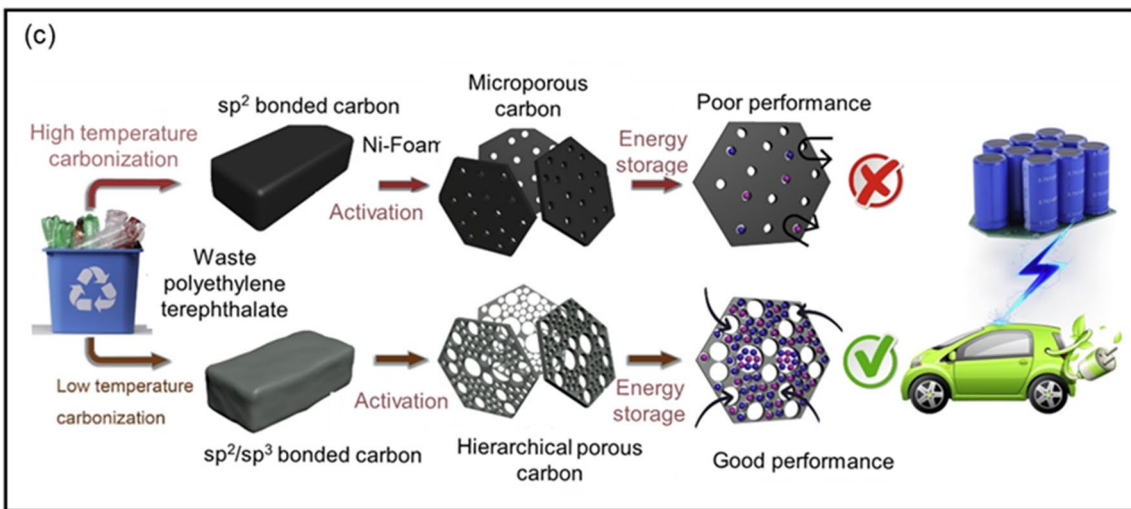 (c)
sp² bonded carbon
Microporous
carbon
Poor performance
High temperature
carbonization
Ni-Foam
Activation
Energy
storage
Waste
polyethylene
terephthalate
Low temperature
carbonization
sp²/sp³ bonded carbon
Activation
Hierarchical porous
carbon
Energy
storage
Good performance